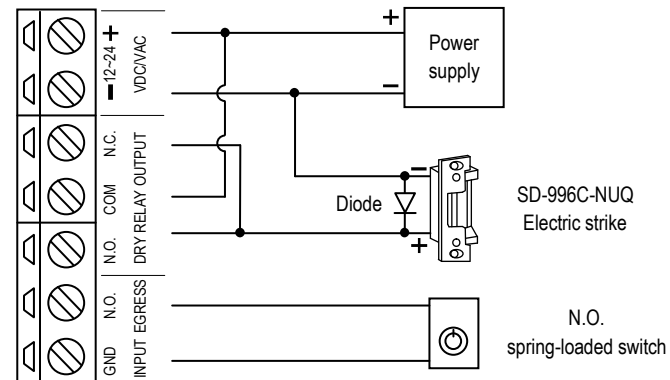 ━12~24 +
VDC/VAC
N.C.
COM
N.O.
DRY RELAY OUTPUT
N.O.
GND
INPUT EGRESS
+
━
Power
supply
Diode
━
+
SD-996C-NUQ
Electric strike
N.O.
spring-loaded switch